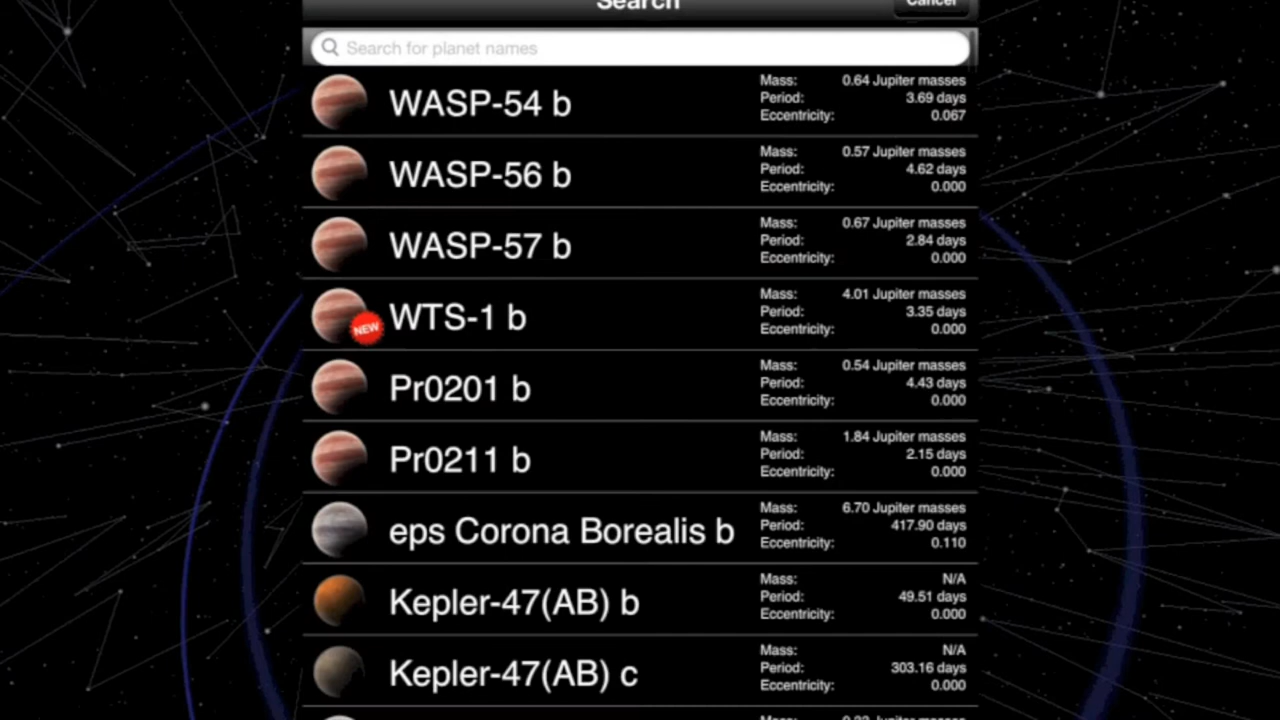 Search
Cancel
Search for planet names
WASP-54 b
Mass: 0.64 Jupiter masses
Period: 3.69 days
Eccentricity: 0.067
WASP-56 b
Mass: 0.57 Jupiter masses
Period: 4.62 days
Eccentricity: 0.000
WASP-57 b
Mass: 0.67 Jupiter masses
Period: 2.84 days
Eccentricity: 0.000
NEW
WTS-1 b
Mass: 4.01 Jupiter masses
Period: 3.35 days
Eccentricity: 0.000
Pr0201 b
Mass: 0.54 Jupiter masses
Period: 4.43 days
Eccentricity: 0.000
Pr0211 b
Mass: 1.84 Jupiter masses
Period: 2.15 days
Eccentricity: 0.000
eps Corona Borealis b
Mass: 6.70 Jupiter masses
Period: 417.90 days
Eccentricity: 0.110
Kepler-47(AB) b
Mass: N/A
Period: 49.51 days
Eccentricity: 0.000
Kepler-47(AB) c
Mass: N/A
Period: 303.16 days
Eccentricity: 0.000